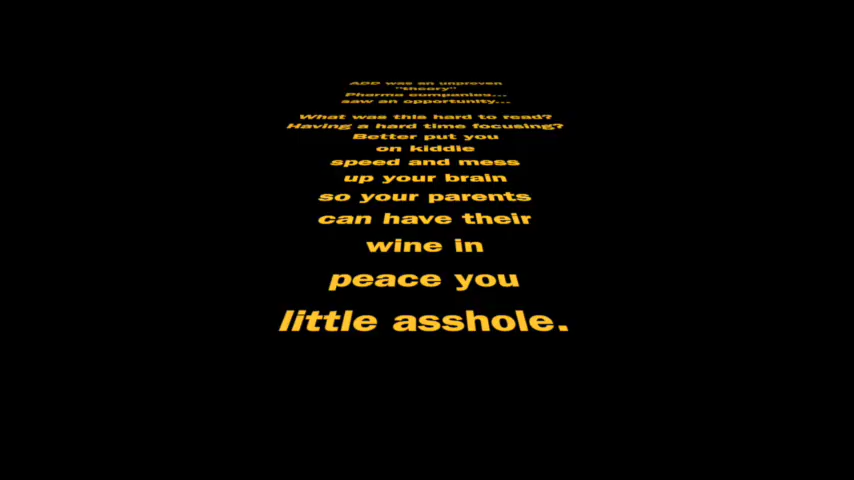 ADD was an unproven
"theory"
Pharma companies...
saw an opportunity...
What was this hard to read?
Having a hard time focusing?
Better put you
on kiddie
speed and mess
up your brain
so your parents
can have their
wine in
peace you
little asshole.